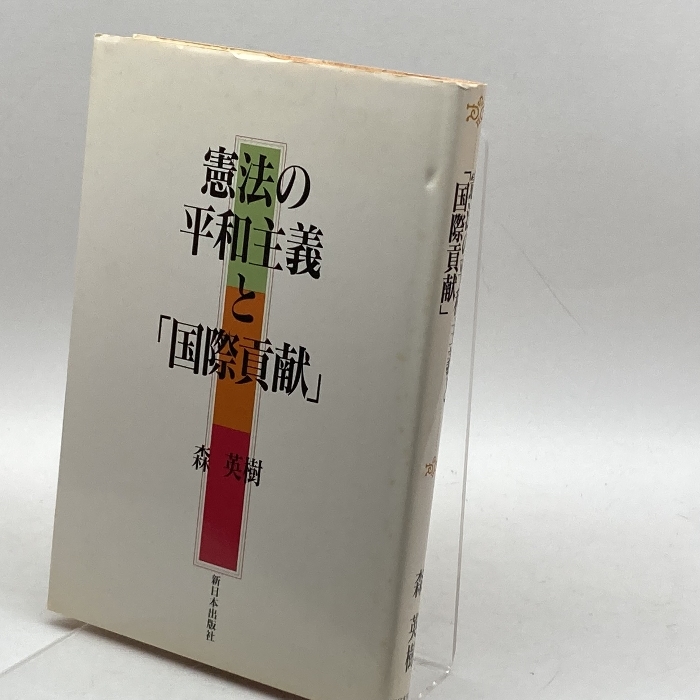 憲法の
平和主義
と
「国際貢献」
森 英樹
新日本出版社
「国際貢献」
森 英樹